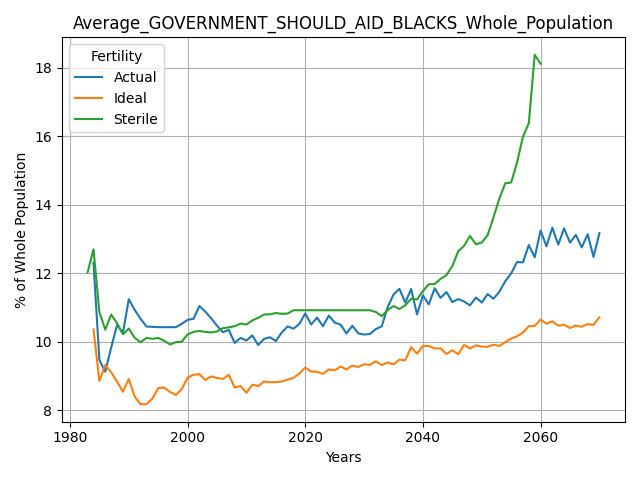 Average_GOVERNMENT_SHOULD_AID_BLACKS_Whole_Population
Fertility
Actual
Ideal
Sterile
% of Whole Population
18
16
14
12
10
8
1980 2000 2020 2040 2060
Years